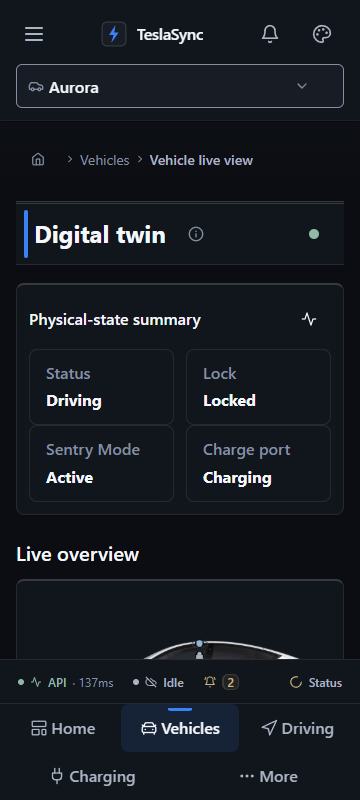 TeslaSync
Aurora
Vehicles
Vehicle live view
Digital twin
Physical-state summary
Status
Lock
Driving
Locked
Sentry Mode
Charge port
Active
Charging
Live overview
API · 137ms
Idle
2
Status
Home
Vehicles
Driving
Charging
More